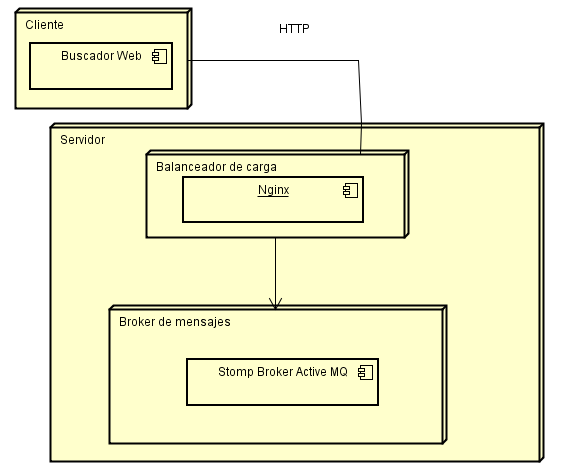 Cliente
HTTP
Buscador Web
Servidor
Balanceador de carga
Nginx
Broker de mensajes
Stomp Broker Active MQ